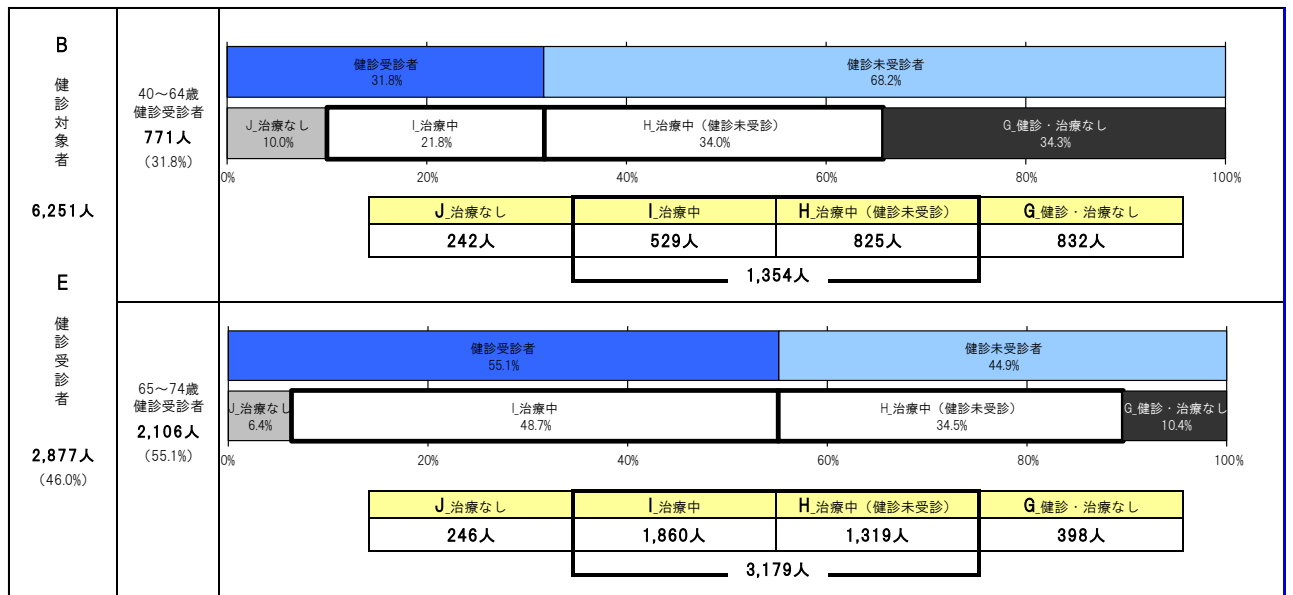 B
健診対象者
6,251人
E
健診受診者
2,877人
(46.0%)
40～64歳
健診受診者
771人
(31.8%)
健診受診者
31.8%
健診未受診者
68.2%
J_治療なし
10.0%
I_治療中
21.8%
H_治療中（健診未受診）
34.0%
G_健診・治療なし
34.3%
0% 20% 40% 60% 80% 100%
J_治療なし I_治療中 H_治療中（健診未受診） G_健診・治療なし
242人 529人 825人 832人
1,354人
65～74歳
健診受診者
2,106人
(55.1%)
健診受診者
55.1%
健診未受診者
44.9%
J_治療なし
6.4%
I_治療中
48.7%
H_治療中（健診未受診）
34.5%
G_健診・治療なし
10.4%
0% 20% 40% 60% 80% 100%
J_治療なし I_治療中 H_治療中（健診未受診） G_健診・治療なし
246人 1,860人 1,319人 398人
3,179人